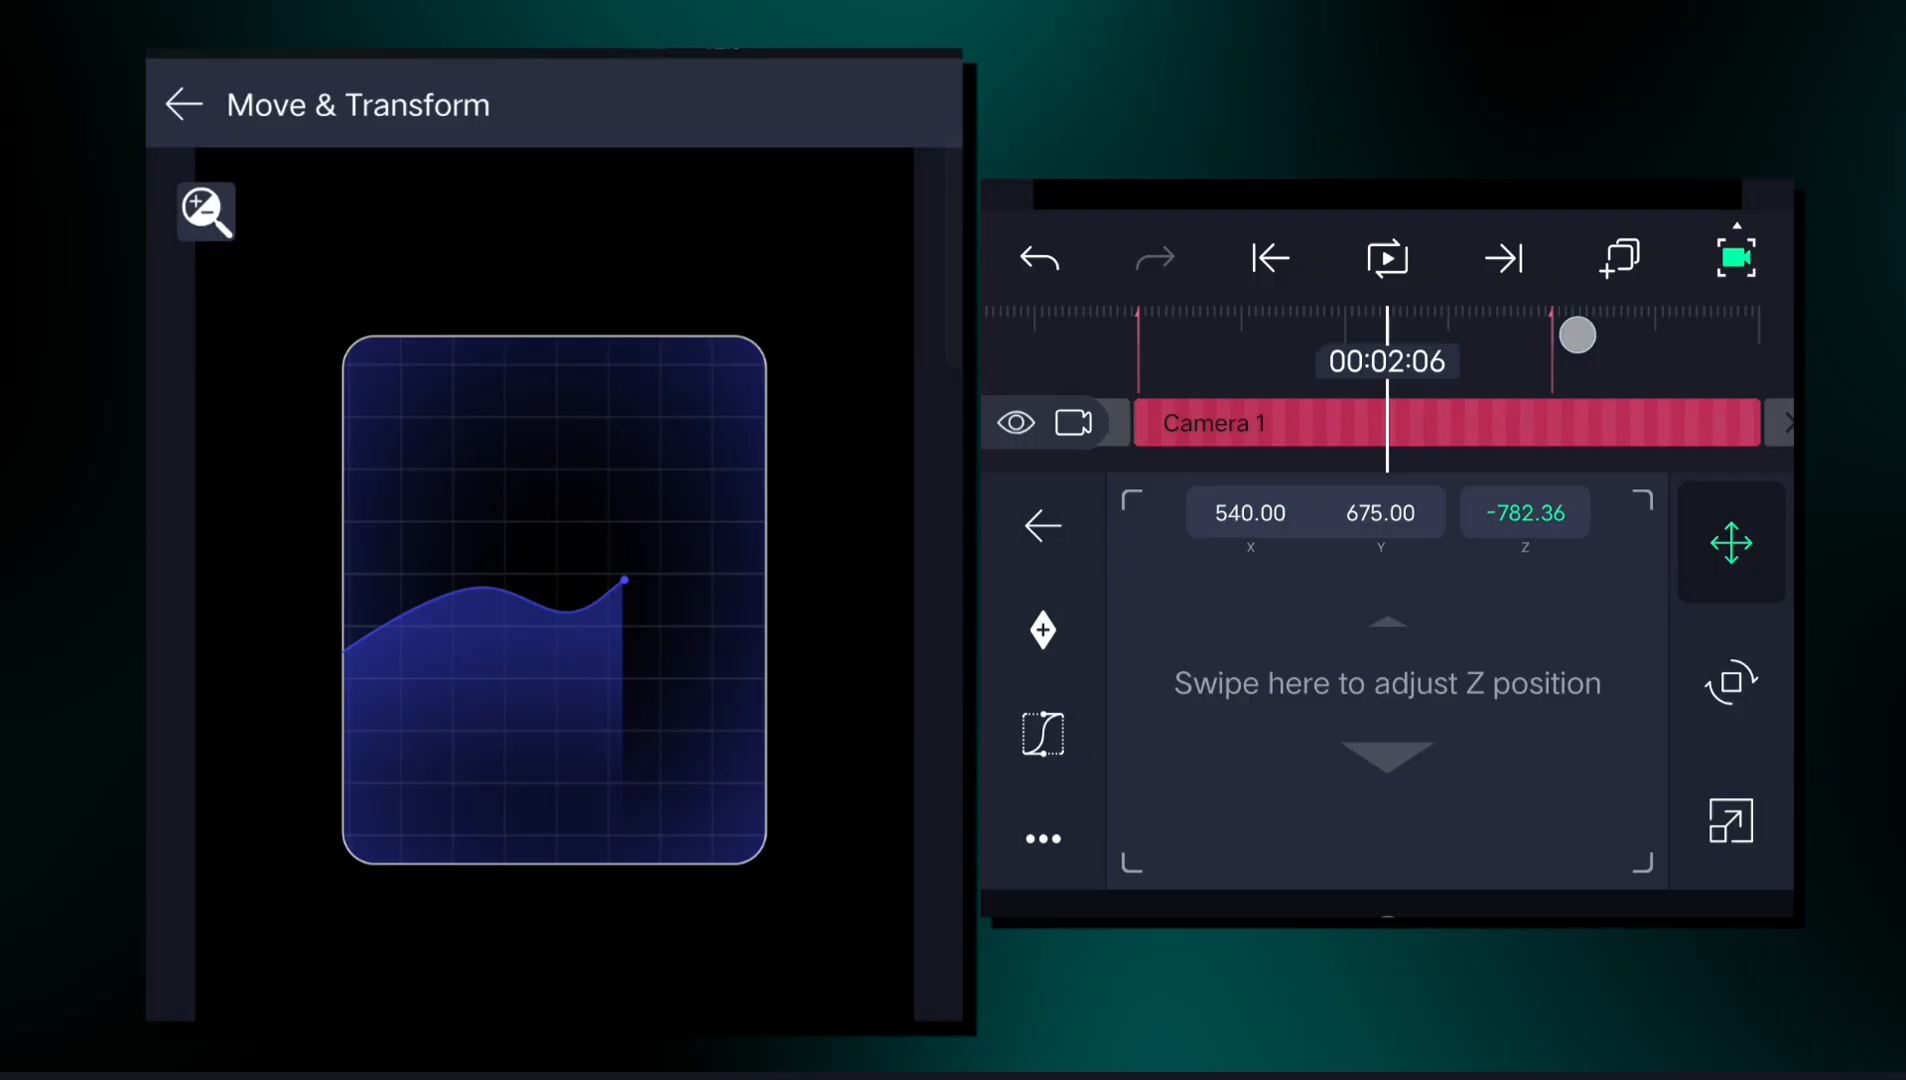 Move & Transform
00:02:06
Camera 1
540.00 675.00 -782.36
X Y Z
Swipe here to adjust Z position